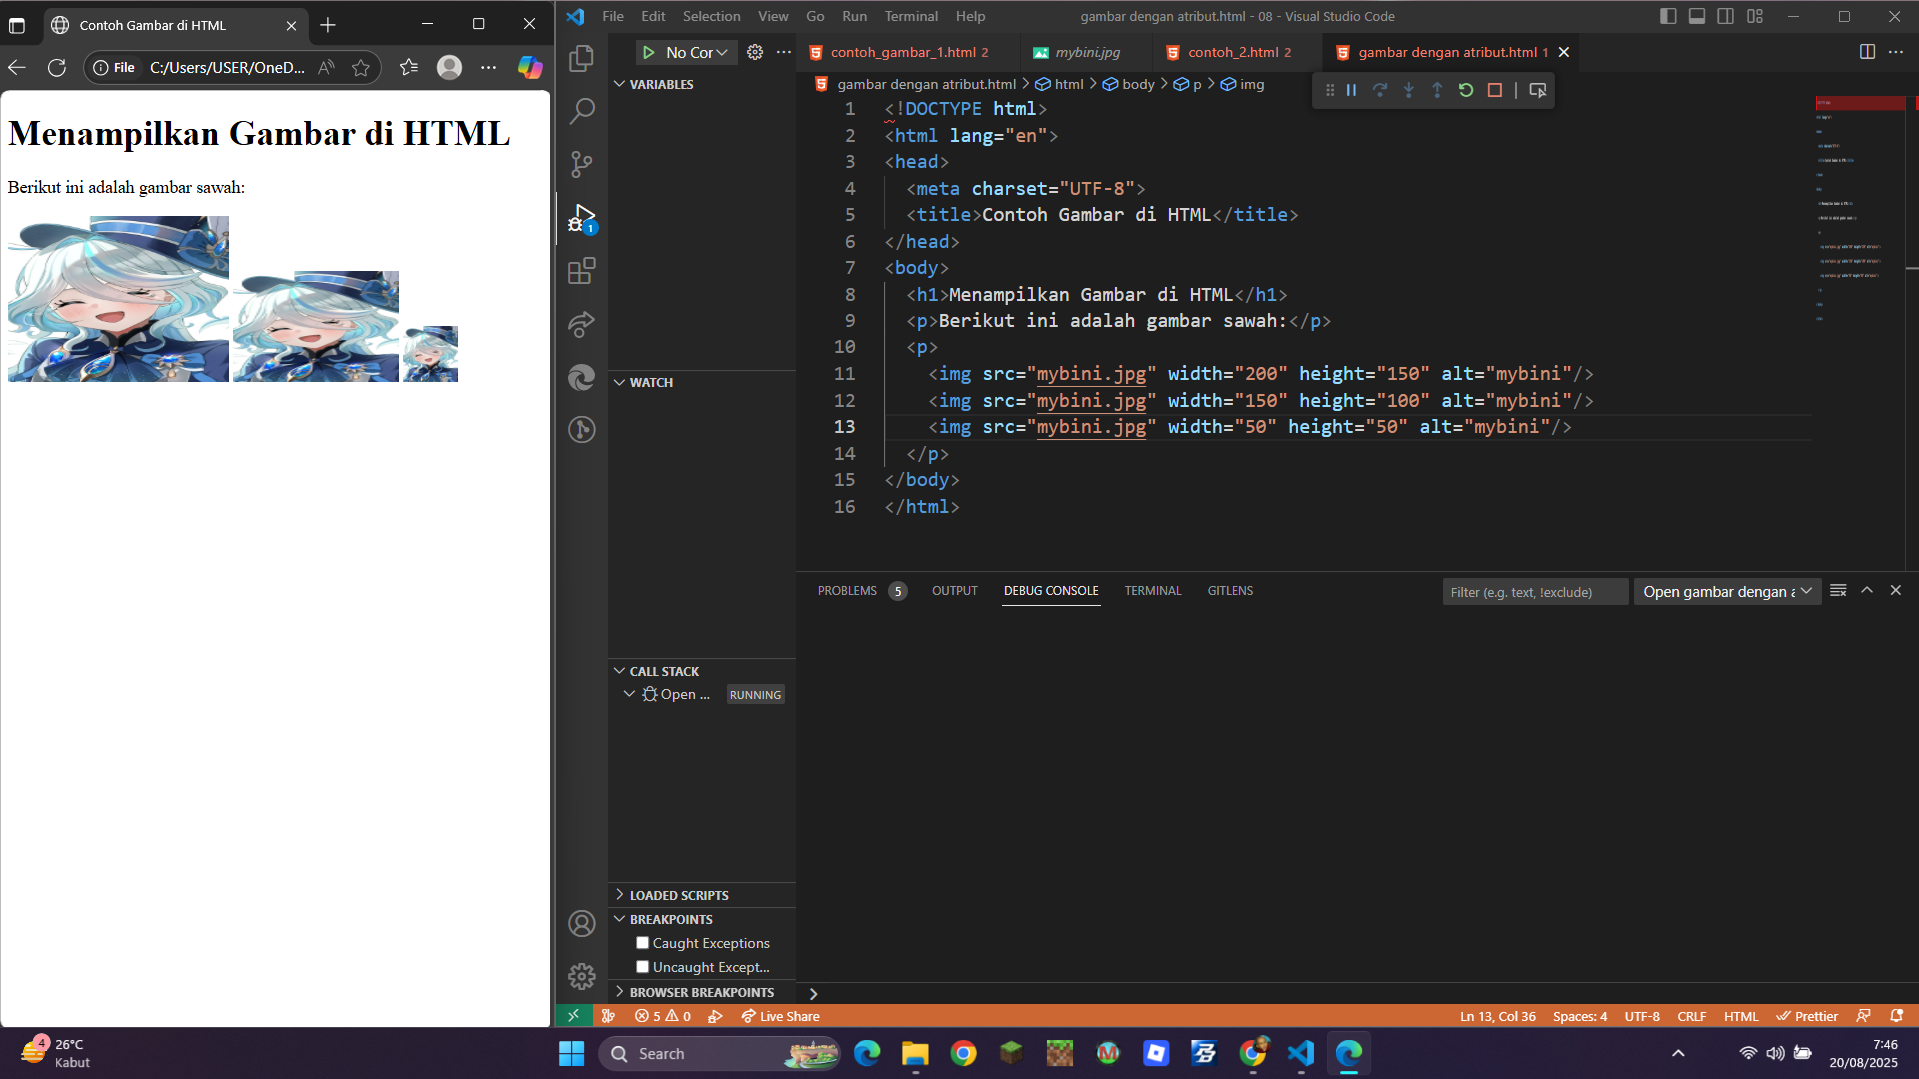 Contoh Gambar di HTML
File C:/Users/USER/OneD...
Menampilkan Gambar di HTML
Berikut ini adalah gambar sawah:
File Edit Selection View Go Run Terminal Help
gambar dengan atribut.html - 08 - Visual Studio Code
No Cor
contoh_gambar_1.html 2
mybini.jpg
contoh_2.html 2
gambar dengan atribut.html 1
gambar dengan atribut.html > html > body > p > img
VARIABLES
WATCH
CALL STACK
Open ... RUNNING
LOADED SCRIPTS
BREAKPOINTS
Caught Exceptions
Uncaught Except...
BROWSER BREAKPOINTS
1
1 <!DOCTYPE html>
2 <html lang="en">
3 <head>
4 <meta charset="UTF-8">
5 <title>Contoh Gambar di HTML</title>
6 </head>
7 <body>
8 <h1>Menampilkan Gambar di HTML</h1>
9 <p>Berikut ini adalah gambar sawah:</p>
10 <p>
11 <img src="mybini.jpg" width="200" height="150" alt="mybini"/>
12 <img src="mybini.jpg" width="150" height="100" alt="mybini"/>
13 <img src="mybini.jpg" width="50" height="50" alt="mybini"/>
14 </p>
15 </body>
16 </html>
PROBLEMS 5 OUTPUT DEBUG CONSOLE TERMINAL GITLENS
Filter (e.g. text, !exclude)
Open gambar dengan a
5 0 Live Share
Ln 13, Col 36 Spaces: 4 UTF-8 CRLF HTML Prettier
4
26°C
Kabut
Search
7:46
20/08/2025